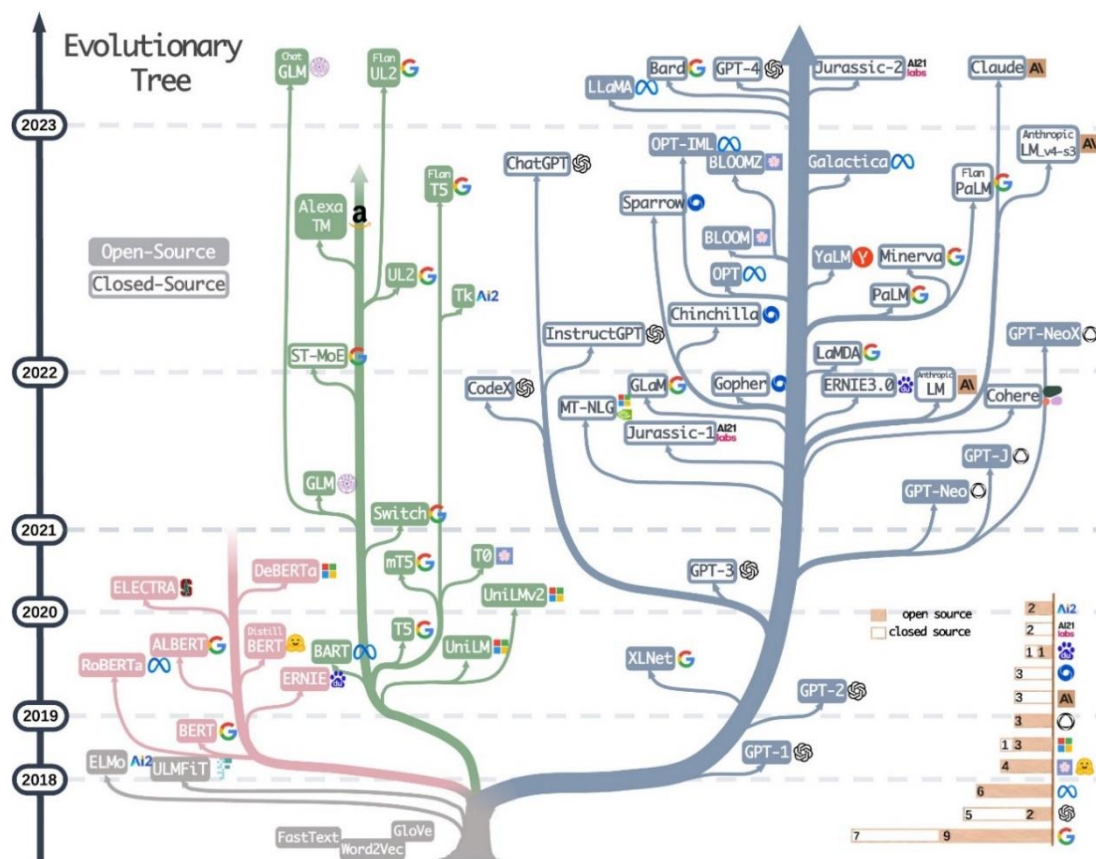 Evolutionary
Tree
2023
2022
2021
2020
2019
2018
Open-Source
Closed-Source
Chat
GLM
Flan
UL2
Alexa
TM
a
Flan
T5
UL2
Tk
Ai2
ST-MoE
GLM
Switch
mT5
T0
UniLMv2
T5
BART
UniLM
DeBERTa
ELECTRA
Distill
BERT
ALBERT
RoBERTa
ERNIE
BERT
ELMo
Ai2
ULMFiT
FastText
Word2Vec
GloVe
Bard
GPT-4
Jurassic-2
AI21
labs
Claude
A\
LLaMA
OPT-IML
BLOOMZ
Galactica
Anthropic
LM_v4-s3
A\
ChatGPT
Flan
PaLM
Sparrow
BLOOM
YaLM
Y
Minerva
OPT
PaLM
Chinchilla
InstructGPT
GPT-NeoX
LaMDA
CodeX
GLaM
Gopher
ERNIE3.0
du
Anthropic
LM
A\
Cohere
MT-NLG
Jurassic-1
AI21
labs
GPT-J
GPT-Neo
GPT-3
XLNet
GPT-2
GPT-1
open source
closed source
2
Ai2
2
AI21
labs
1 1
du
3
3
A\
3
1 3
4
6
5 2
7 9